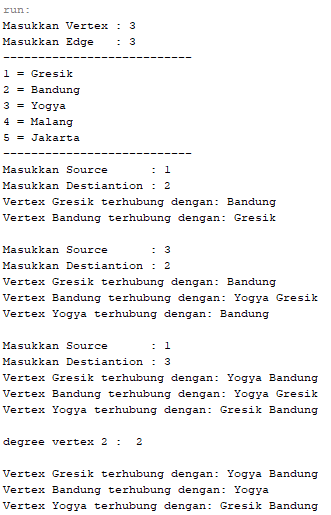 run:
Masukkan Vertex : 3
Masukkan Edge   : 3
---------------------------
1 = Gresik
2 = Bandung
3 = Yogya
4 = Malang
5 = Jakarta
---------------------------
Masukkan Source      : 1
Masukkan Destiantion : 2
Vertex Gresik terhubung dengan: Bandung
Vertex Bandung terhubung dengan: Gresik

Masukkan Source      : 3
Masukkan Destiantion : 2
Vertex Gresik terhubung dengan: Bandung
Vertex Bandung terhubung dengan: Yogya Gresik
Vertex Yogya terhubung dengan: Bandung

Masukkan Source      : 1
Masukkan Destiantion : 3
Vertex Gresik terhubung dengan: Yogya Bandung
Vertex Bandung terhubung dengan: Yogya Gresik
Vertex Yogya terhubung dengan: Gresik Bandung

degree vertex 2 :  2

Vertex Gresik terhubung dengan: Yogya Bandung
Vertex Bandung terhubung dengan: Yogya
Vertex Yogya terhubung dengan: Gresik Bandung